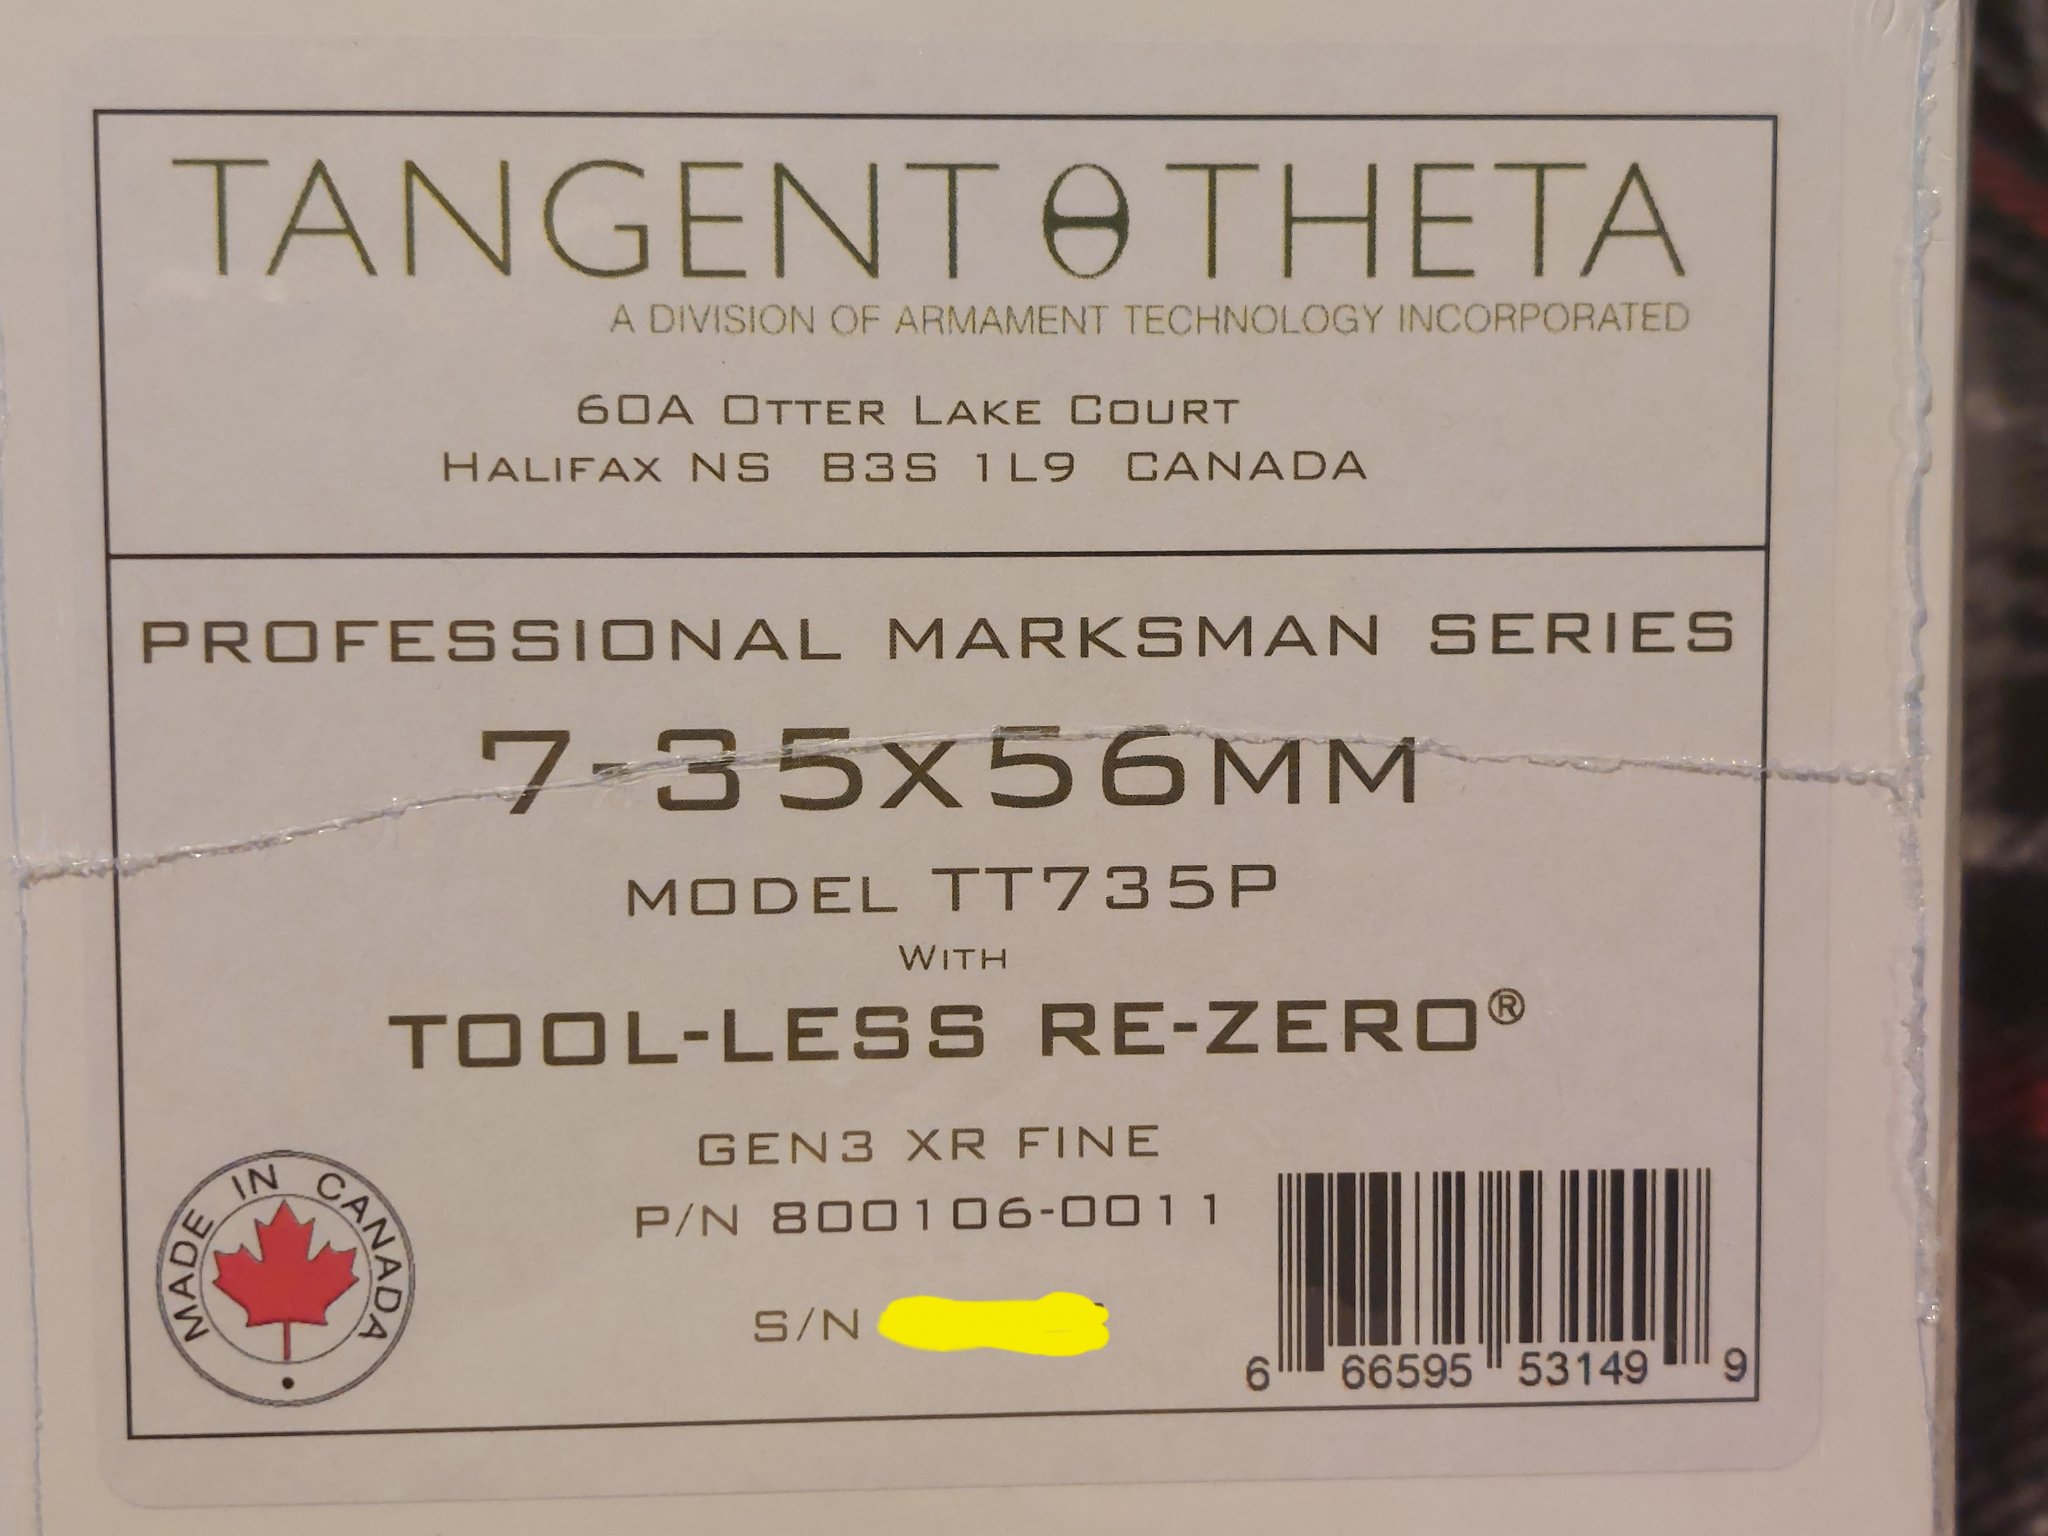 TANGENT θ THETA
A DIVISION OF ARMAMENT TECHNOLOGY INCORPORATED
60A OTTER LAKE COURT
HALIFAX NS B3S 1L9 CANADA
PROFESSIONAL MARKSMAN SERIES
7-35x56MM
MODEL TT735P
WITH
TOOL-LESS RE-ZERO®
GEN3 XR FINE
P/N 800106-0011
S/N
MADE IN CANADA
6 66595 53149 9